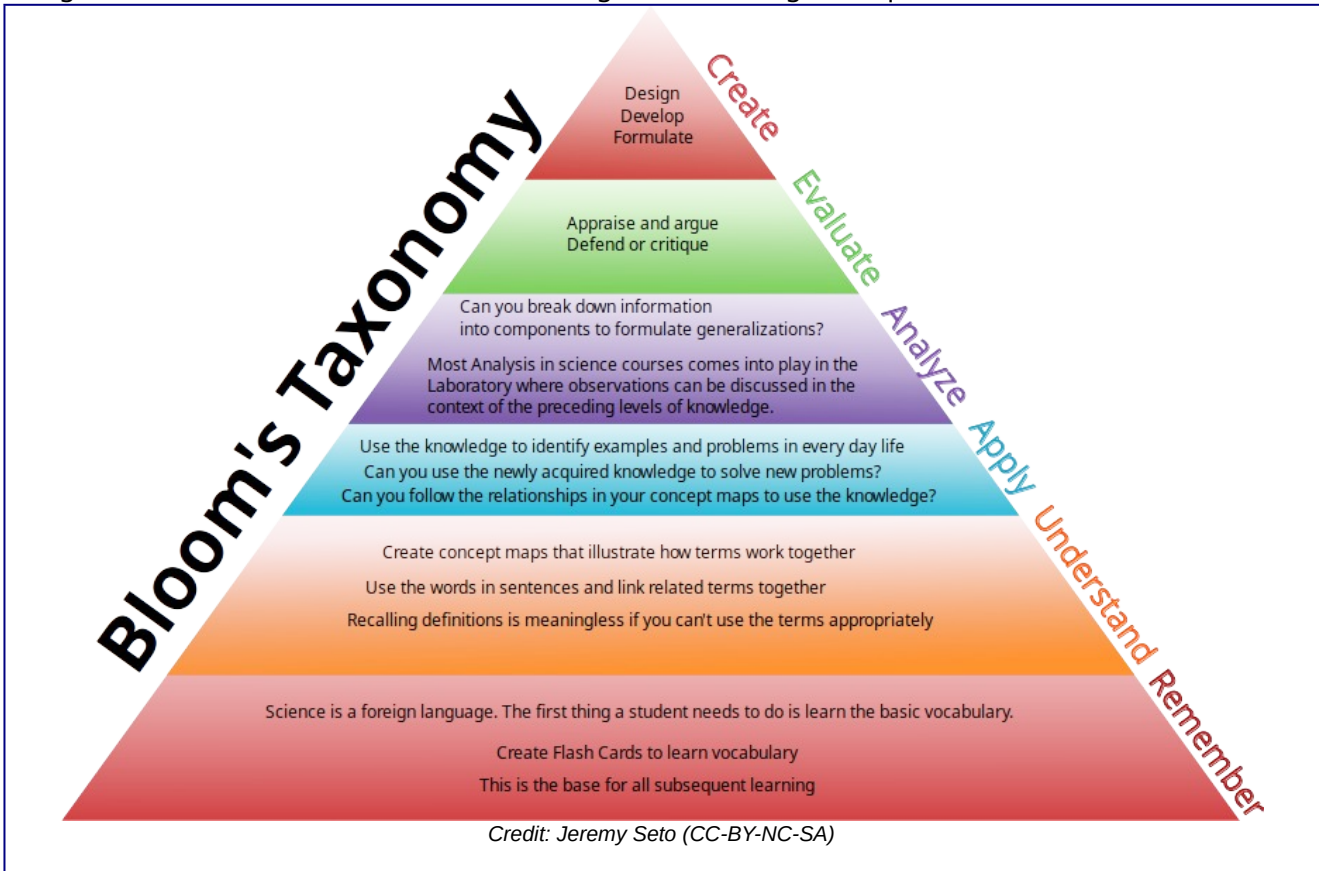 Bloom's Taxonomy
Design
Develop
Formulate
Create
Appraise and argue
Defend or critique
Evaluate
Can you break down information
into components to formulate generalizations?
Most Analysis in science courses comes into play in the
Laboratory where observations can be discussed in the
context of the preceding levels of knowledge.
Analyze
Use the knowledge to identify examples and problems in every day life
Can you use the newly acquired knowledge to solve new problems?
Can you follow the relationships in your concept maps to use the knowledge?
Apply
Create concept maps that illustrate how terms work together
Use the words in sentences and link related terms together
Recalling definitions is meaningless if you can't use the terms appropriately
Understand
Science is a foreign language. The first thing a student needs to do is learn the basic vocabulary.
Create Flash Cards to learn vocabulary
This is the base for all subsequent learning
Remember
Credit: Jeremy Seto (CC-BY-NC-SA)